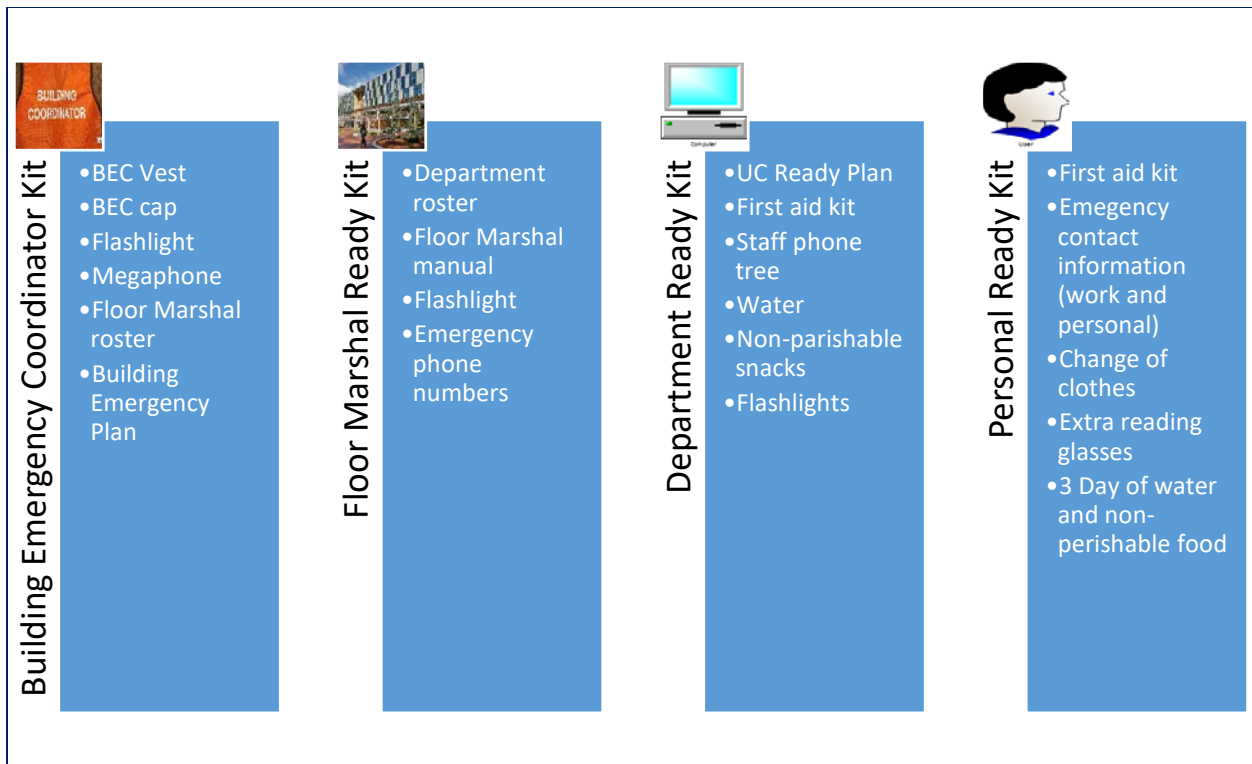 BUILDING
COORDINATOR
Building Emergency Coordinator Kit
•BEC Vest
•BEC cap
•Flashlight
•Megaphone
•Floor Marshal
roster
•Building
Emergency
Plan
Floor Marshal Ready Kit
•Department
roster
•Floor Marshal
manual
•Flashlight
•Emergency
phone
numbers
Computer
Department Ready Kit
•UC Ready Plan
•First aid kit
•Staff phone
tree
•Water
•Non-parishable
snacks
•Flashlights
User
Personal Ready Kit
•First aid kit
•Emegency
contact
information
(work and
personal)
•Change of
clothes
•Extra reading
glasses
•3 Day of water
and non-
perishable food